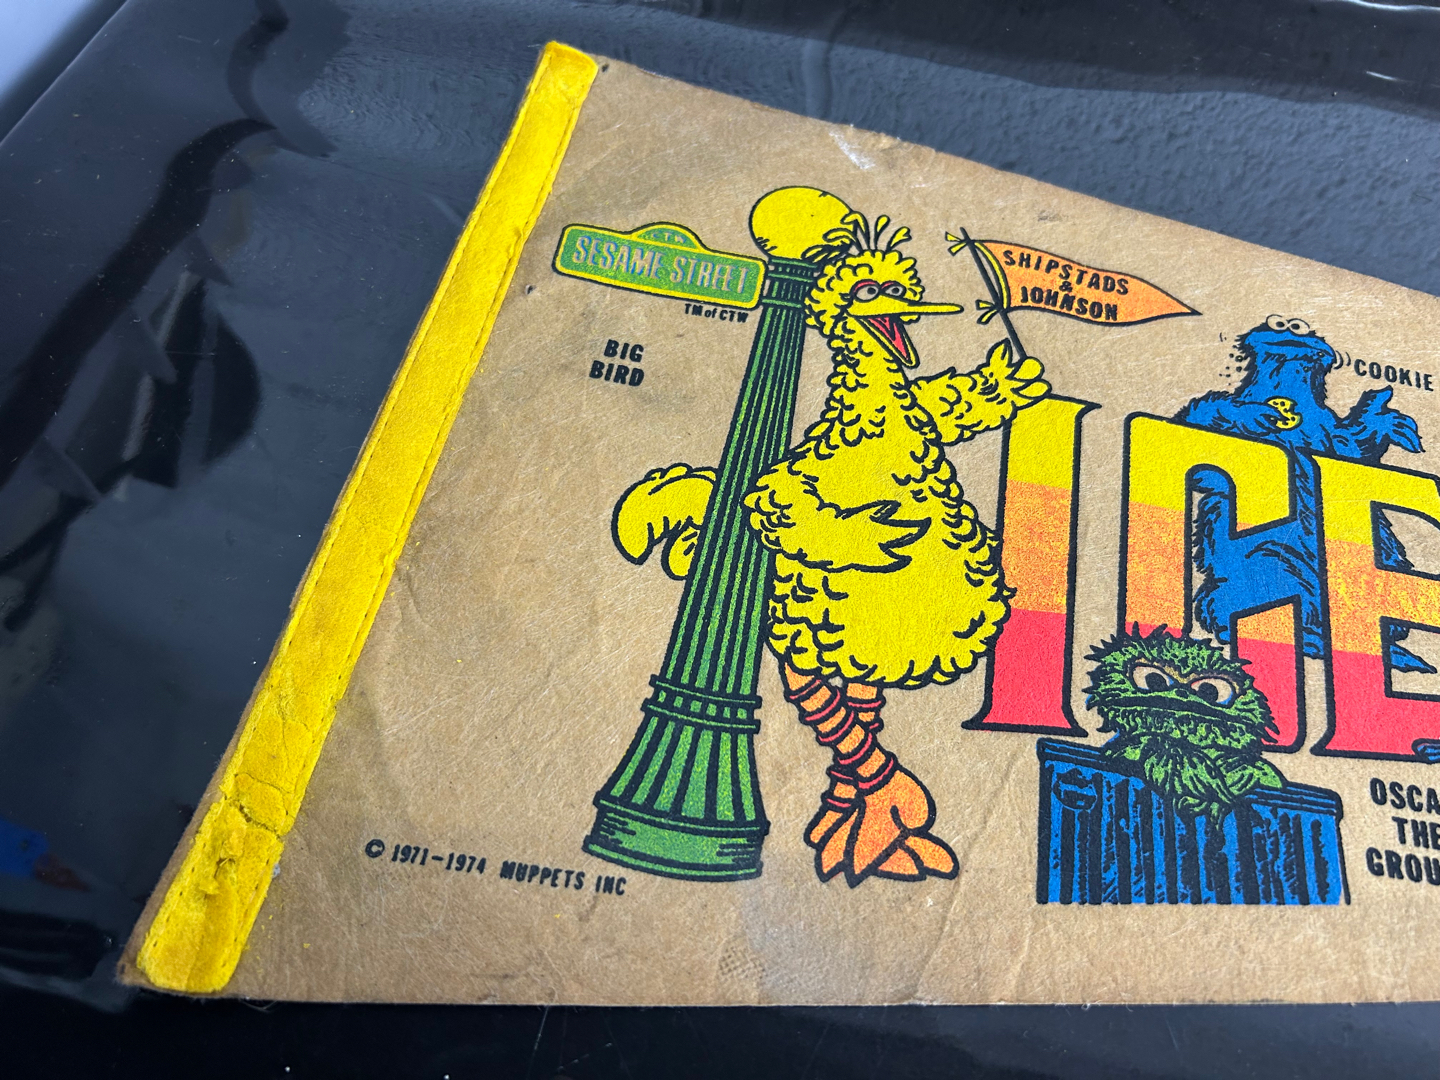 CTW
SESAME STREET
TM of CTW
BIG
BIRD
SHIPSTADS
&
JOHNSON
COOKIE
ICE
OSCA
THE
GROU
© 1971-1974 MUPPETS INC